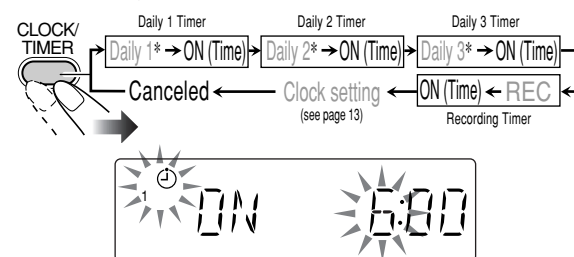 CLOCK/
TIMER
Daily 1 Timer
Daily 2 Timer
Daily 3 Timer
Daily 1* → ON (Time)
Daily 2* → ON (Time)
Daily 3* → ON (Time)
Canceled ← Clock setting
(see page 13)
ON (Time) ← REC
Recording Timer
1 ON 6:00